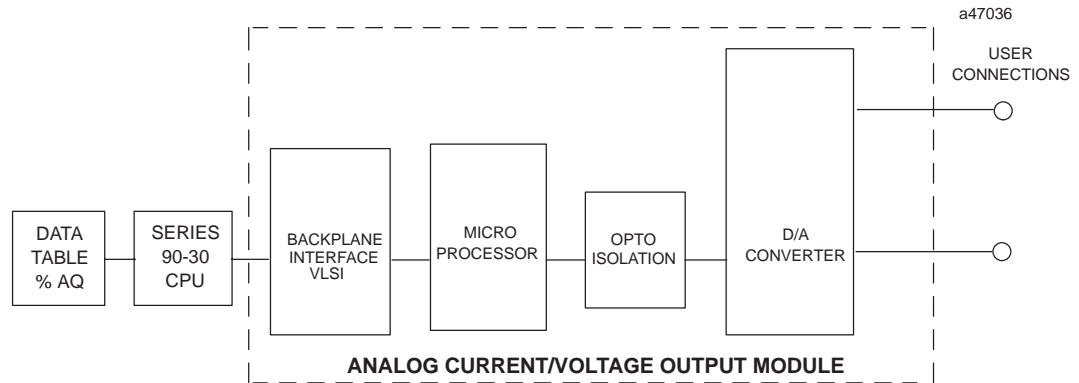 a47036
USER
CONNECTIONS
DATA
TABLE
% AQ
SERIES
90-30
CPU
BACKPLANE
INTERFACE
VLSI
MICRO
PROCESSOR
OPTO
ISOLATION
D/A
CONVERTER
ANALOG CURRENT/VOLTAGE OUTPUT MODULE